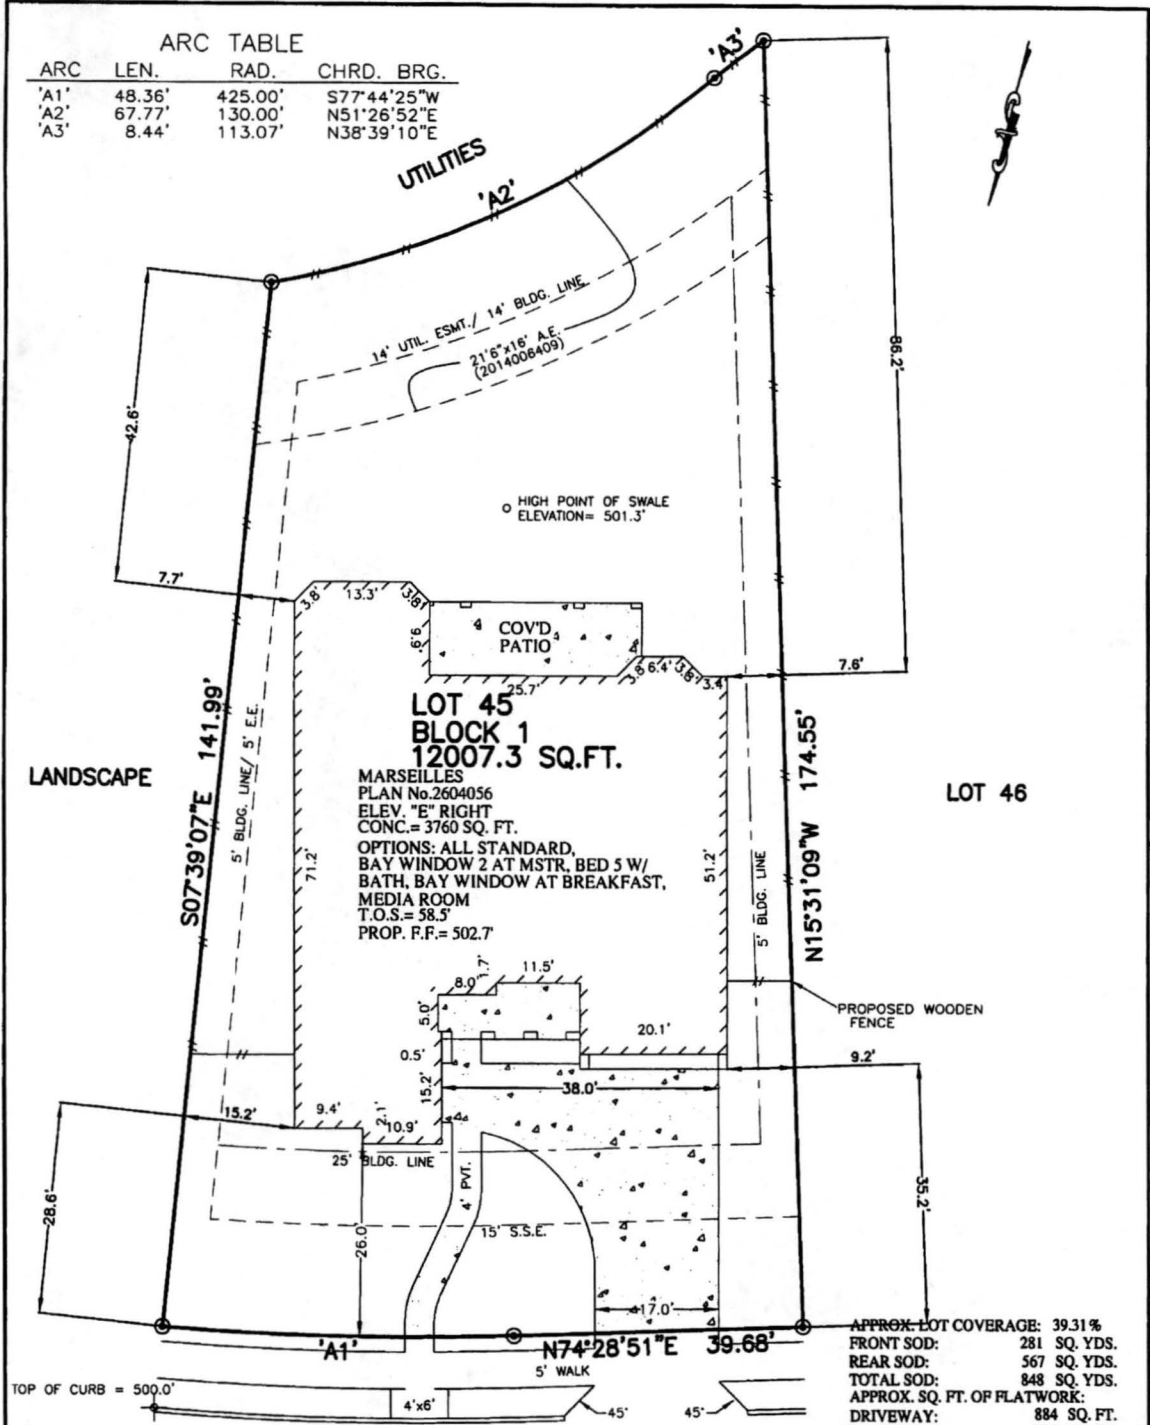 ARC TABLE
ARC LEN. RAD. CHRD. BRG.
'A1' 48.36' 425.00' S77°44'25"W
'A2' 67.77' 130.00' N51°26'52"E
'A3' 8.44' 113.07' N38°39'10"E
'A3'
UTILITIES
'A2'
14' UTIL. ESMT./ 14' BLDG. LINE
21'6"x16' A.E.
(2014006409)
86.2'
42.6'
HIGH POINT OF SWALE
ELEVATION= 501.3'
7.7'
3.8' 13.3' 3.8'
9.9'
COV'D
PATIO
25.7'
3.8' 6.4' 3.8' 3.4'
7.6'
LOT 45
BLOCK 1
12007.3 SQ.FT.
LANDSCAPE
LOT 46
S07°39'07"E 141.99'
5' BLDG. LINE/ 5' E.E.
71.2'
MARSEILLES
PLAN No.2604056
ELEV. "E" RIGHT
CONC.= 3760 SQ. FT.
OPTIONS: ALL STANDARD,
BAY WINDOW 2 AT MSTR, BED 5 W/
BATH, BAY WINDOW AT BREAKFAST,
MEDIA ROOM
T.O.S.= 58.5'
PROP. F.F.= 502.7'
51.2'
5' BLDG. LINE
N15°31'09"W 174.55'
8.0' 1.7' 11.5'
5.0'
PROPOSED WOODEN
FENCE
20.1'
0.5'
9.2'
15.2'
38.0'
15.2'
9.4' 2.1' 10.9'
25' BLDG. LINE
4' PVT.
28.6'
35.2'
26.0'
15' S.S.E.
17.0'
'A1' N74°28'51"E 39.68'
5' WALK
TOP OF CURB = 500.0'
4'x6'
45' 45'
APPROX. LOT COVERAGE: 39.31%
FRONT SOD: 281 SQ. YDS.
REAR SOD: 567 SQ. YDS.
TOTAL SOD: 848 SQ. YDS.
APPROX. SQ. FT. OF FLATWORK:
DRIVEWAY: 884 SQ. FT.